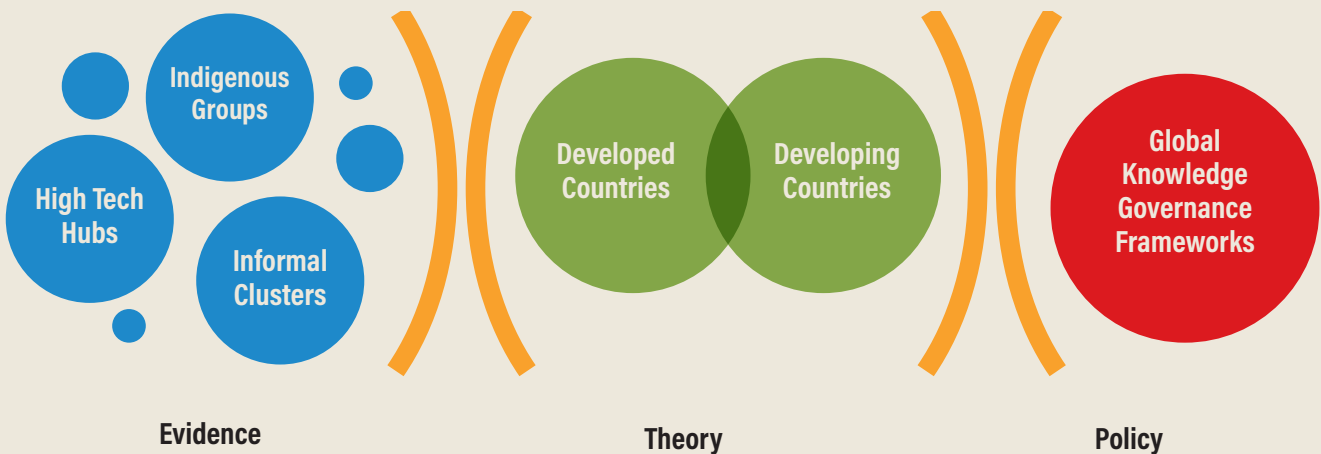 Indigenous
Groups
High Tech
Hubs
Informal
Clusters
Evidence
Developed
Countries
Developing
Countries
Theory
Global
Knowledge
Governance
Frameworks
Policy